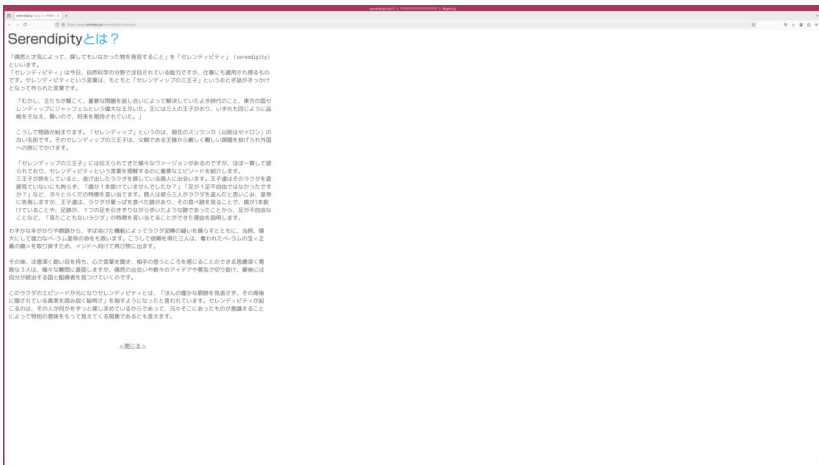 Serendipityとは？
「偶然と才気によって、探してもいなかった物を発見すること」を「セレンディピティ」（serendipity）
といいます。
「セレンディピティ」は今日、自然科学の分野で注目されている能力ですが、仕事にも適用され得るもの
です。セレンディピティという言葉は、もともと「セレンディップの三王子」というおとぎ話がきっかけ
となって作られた言葉です。
「むかし、王たちが賢こく、重要な問題を話し合いによって解決していたよき時代のこと、東方の国セ
レンディップにジャッフェルという偉大な王がいた。王には三人の王子がおり、いずれも同じように品
格をそなえ、賢いので、将来を期待されていた。」
こうして物語が始まります。「セレンディップ」というのは、現在のスリランカ（以前はセイロン）の
古い名前です。そのセレンディップの三王子は、父親である王様から厳しく難しい課題を投げられ外国
への旅にでかけます。
「セレンディップの三王子」には伝えられてきた様々なヴァージョンがあるのですが、ほぼ一貫して語
られており、セレンディピティという言葉を理解するのに重要なエピソードを紹介します。
三王子が旅をしていると、逃げ出したラクダを探している商人に出会います。王子達はそのラクダを直
接見ていないにも拘らず、「歯が１本抜けていませんでしたか？」「足が１足不自由ではなかったです
か？」など、次々とらくだの特徴を言い当てます。商人は彼ら三人がラクダを盗んだと思いこみ、皇帝
に告発しますが、王子達は、ラクダが葉っぱを食べた跡があり、その食べ跡を見ることで、歯が1本抜
けていることや、足跡が、１つの足を引きずりながら歩いたような跡であったことから、足が不自由な
ことなど、「見たこともないラクダ」の特徴を言い当てることができた理由を説明します。
わずかな手がかりや痕跡から、ずば抜けた機転によってラクダ泥棒の疑いを晴らすとともに、当時、偉
大にして強力なベーラム皇帝の命をも救います。こうして信頼を得た三人は、奪われたベーラムの宝＜正
義の鏡＞を取り戻すため、インドへ向けて再び旅に出ます。
その後、注意深く鋭い目を持ち、心で言葉を聞き、相手の思うところを感じることのできる思慮深く勇
敢な３人は、様々な難問に直面しますが、偶然の出会いや数々のアイデアや勇気で切り抜け、最後には
自分が統治する国と配偶者を見つけていくのです。
このラクダのエピソードが元になりセレンディピティとは、「ほんの僅かな痕跡を見逃さず、その背後
に隠されている真実を読み説く聡明さ」を指すようになったと言われています。セレンディピティが起
こるのは、その人が何かをずっと探し求めているからであって、元々そこにあったものが意識すること
によって特別の意味をもって見えてくる現象であるとも言えます。
＜閉じる＞